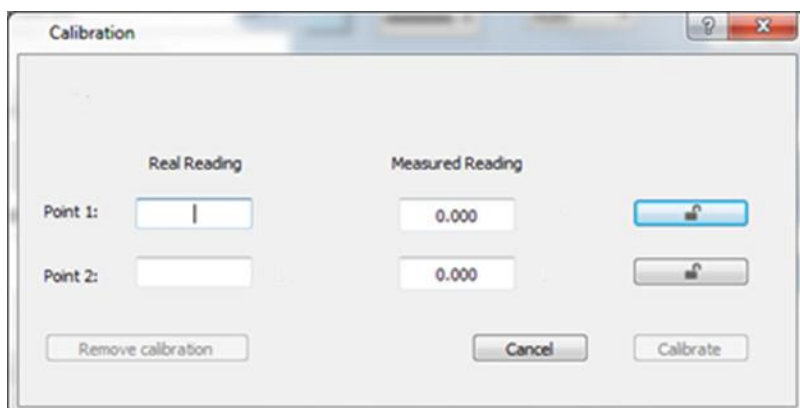 Calibration
Real Reading Measured Reading
Point 1: 0.000
Point 2: 0.000
Remove calibration Cancel Calibrate